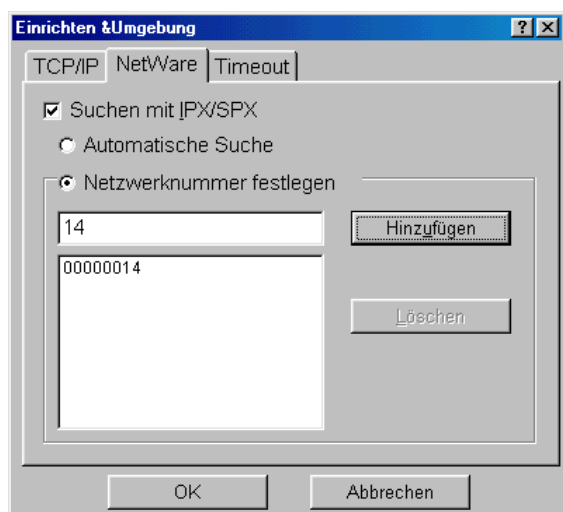 Einrichten &Umgebung
TCP/IP NetWare Timeout
Suchen mit IPX/SPX
Automatische Suche
Netzwerknummer festlegen
14 Hinzufügen
00000014
Löschen
OK Abbrechen